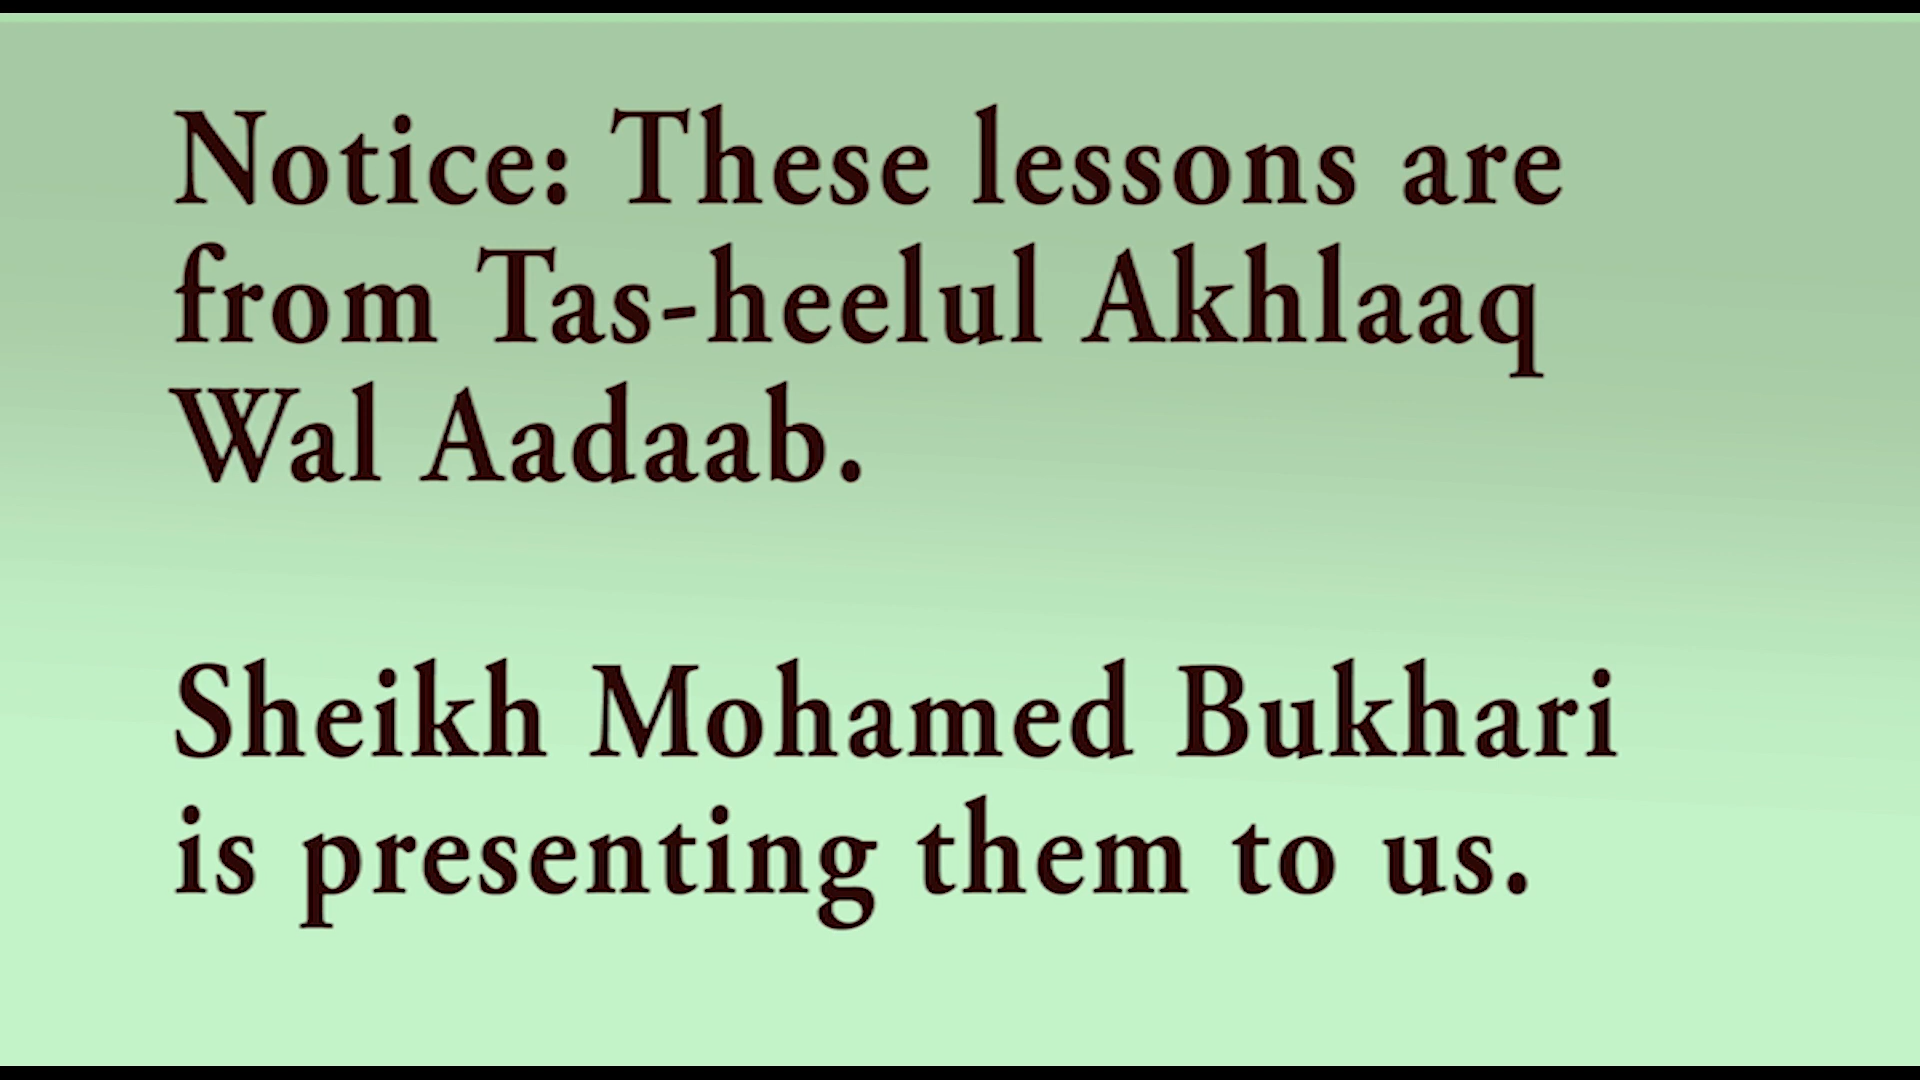 Notice: These lessons are
from Tas-heelul Akhlaaq
Wal Aadaab.
Sheikh Mohamed Bukhari
is presenting them to us.